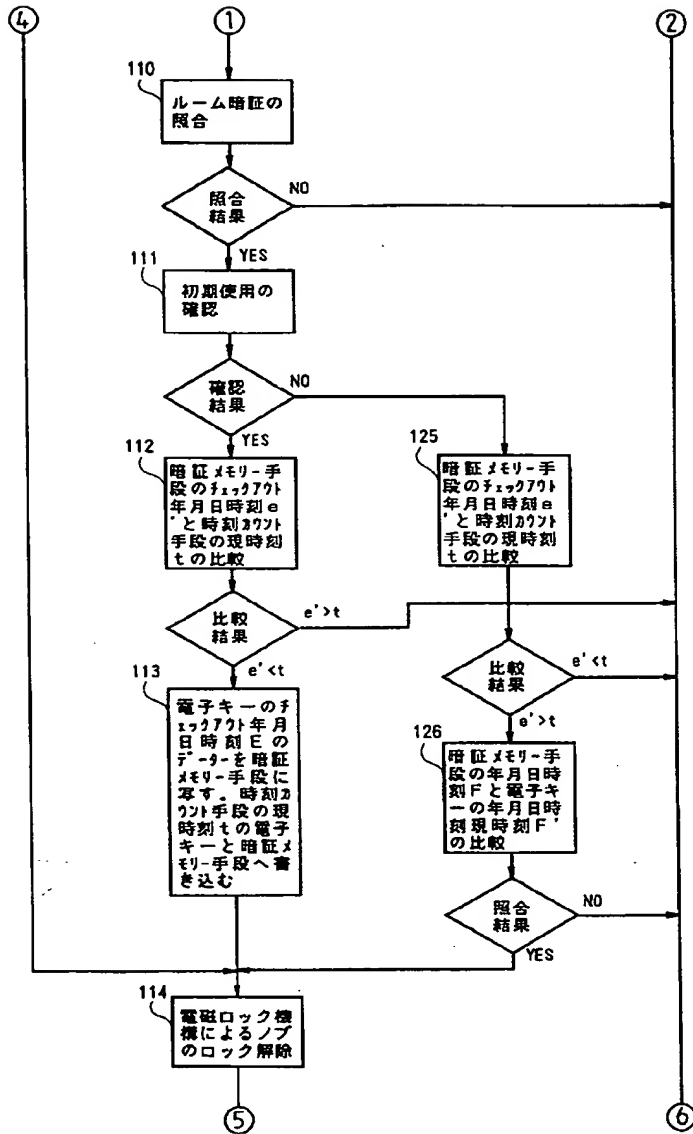 ④
①
②
110
ルーム暗証の
照合
照合
結果
NO
YES
111
初期使用の
確認
確認
結果
NO
YES
112
暗証メモリー手
段のチェックアウト
年月日時刻e
'と時刻カウント
手段の現時刻
tの比較
125
暗証メモリー手
段のチェックアウト
年月日時刻e
'と時刻カウント
手段の現時刻
tの比較
比較
結果
e'>t
e'<t
比較
結果
e'<t
e'>t
113
電子キーのチ
ェックアウト年月
日時刻Eの
データーを暗証
メモリー手段に
写す。時刻カ
ウント手段の現
時刻tの電子
キーと暗証メ
モリー手段へ書
き込む
126
暗証メモリー手
段の年月日時
刻Fと電子キ
ーの年月日時
刻現時刻F'
の比較
照合
結果
NO
YES
114
電磁ロック機
構によるノブ
のロック解除
⑤
⑥